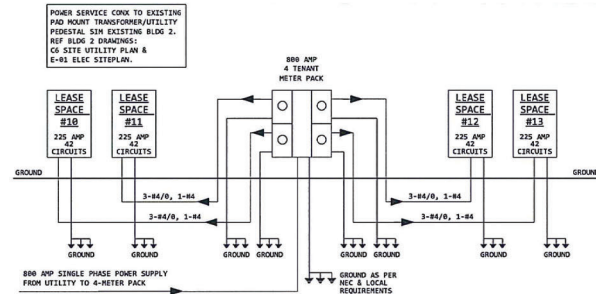 POWER SERVICE CONX TO EXISTING
PAD MOUNT TRANSFORMER/UTILITY
PEDESTAL SIM EXISTING BLDG 2.
REF BLDG 2 DRAWINGS:
C6 SITE UTILITY PLAN &
E-01 ELEC SITEPLAN.
800 AMP
4 TENANT
METER PACK
LEASE
SPACE
#10
225 AMP
42
CIRCUITS
LEASE
SPACE
#11
225 AMP
42
CIRCUITS
LEASE
SPACE
#12
225 AMP
42
CIRCUITS
LEASE
SPACE
#13
225 AMP
42
CIRCUITS
GROUND
GROUND
3-#4/0, 1-#4
3-#4/0, 1-#4
3-#4/0, 1-#4
3-#4/0, 1-#4
GROUND
GROUND
GROUND
GROUND
GROUND
GROUND
GROUND
GROUND
800 AMP SINGLE PHASE POWER SUPPLY
FROM UTILITY TO 4-METER PACK
GROUND AS PER
NEC & LOCAL
REQUIREMENTS